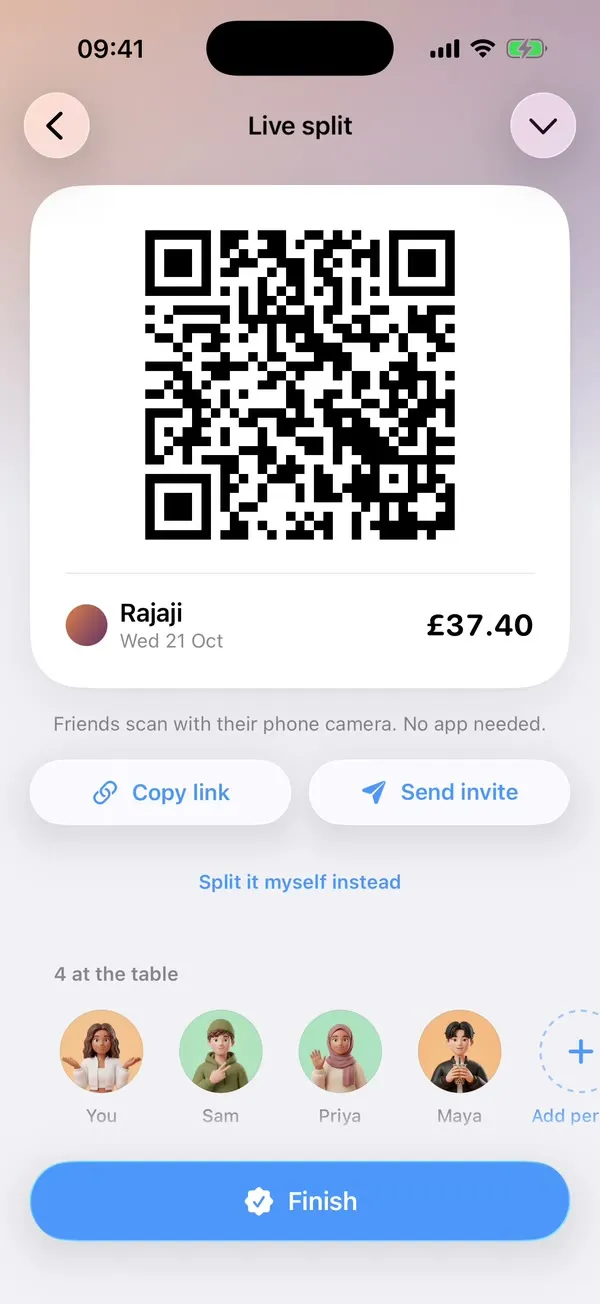 09:41
Live split
Rajaji
Wed 21 Oct
£37.40
Friends scan with their phone camera. No app needed.
Copy link
Send invite
Split it myself instead
4 at the table
You
Sam
Priya
Maya
Add per
Finish